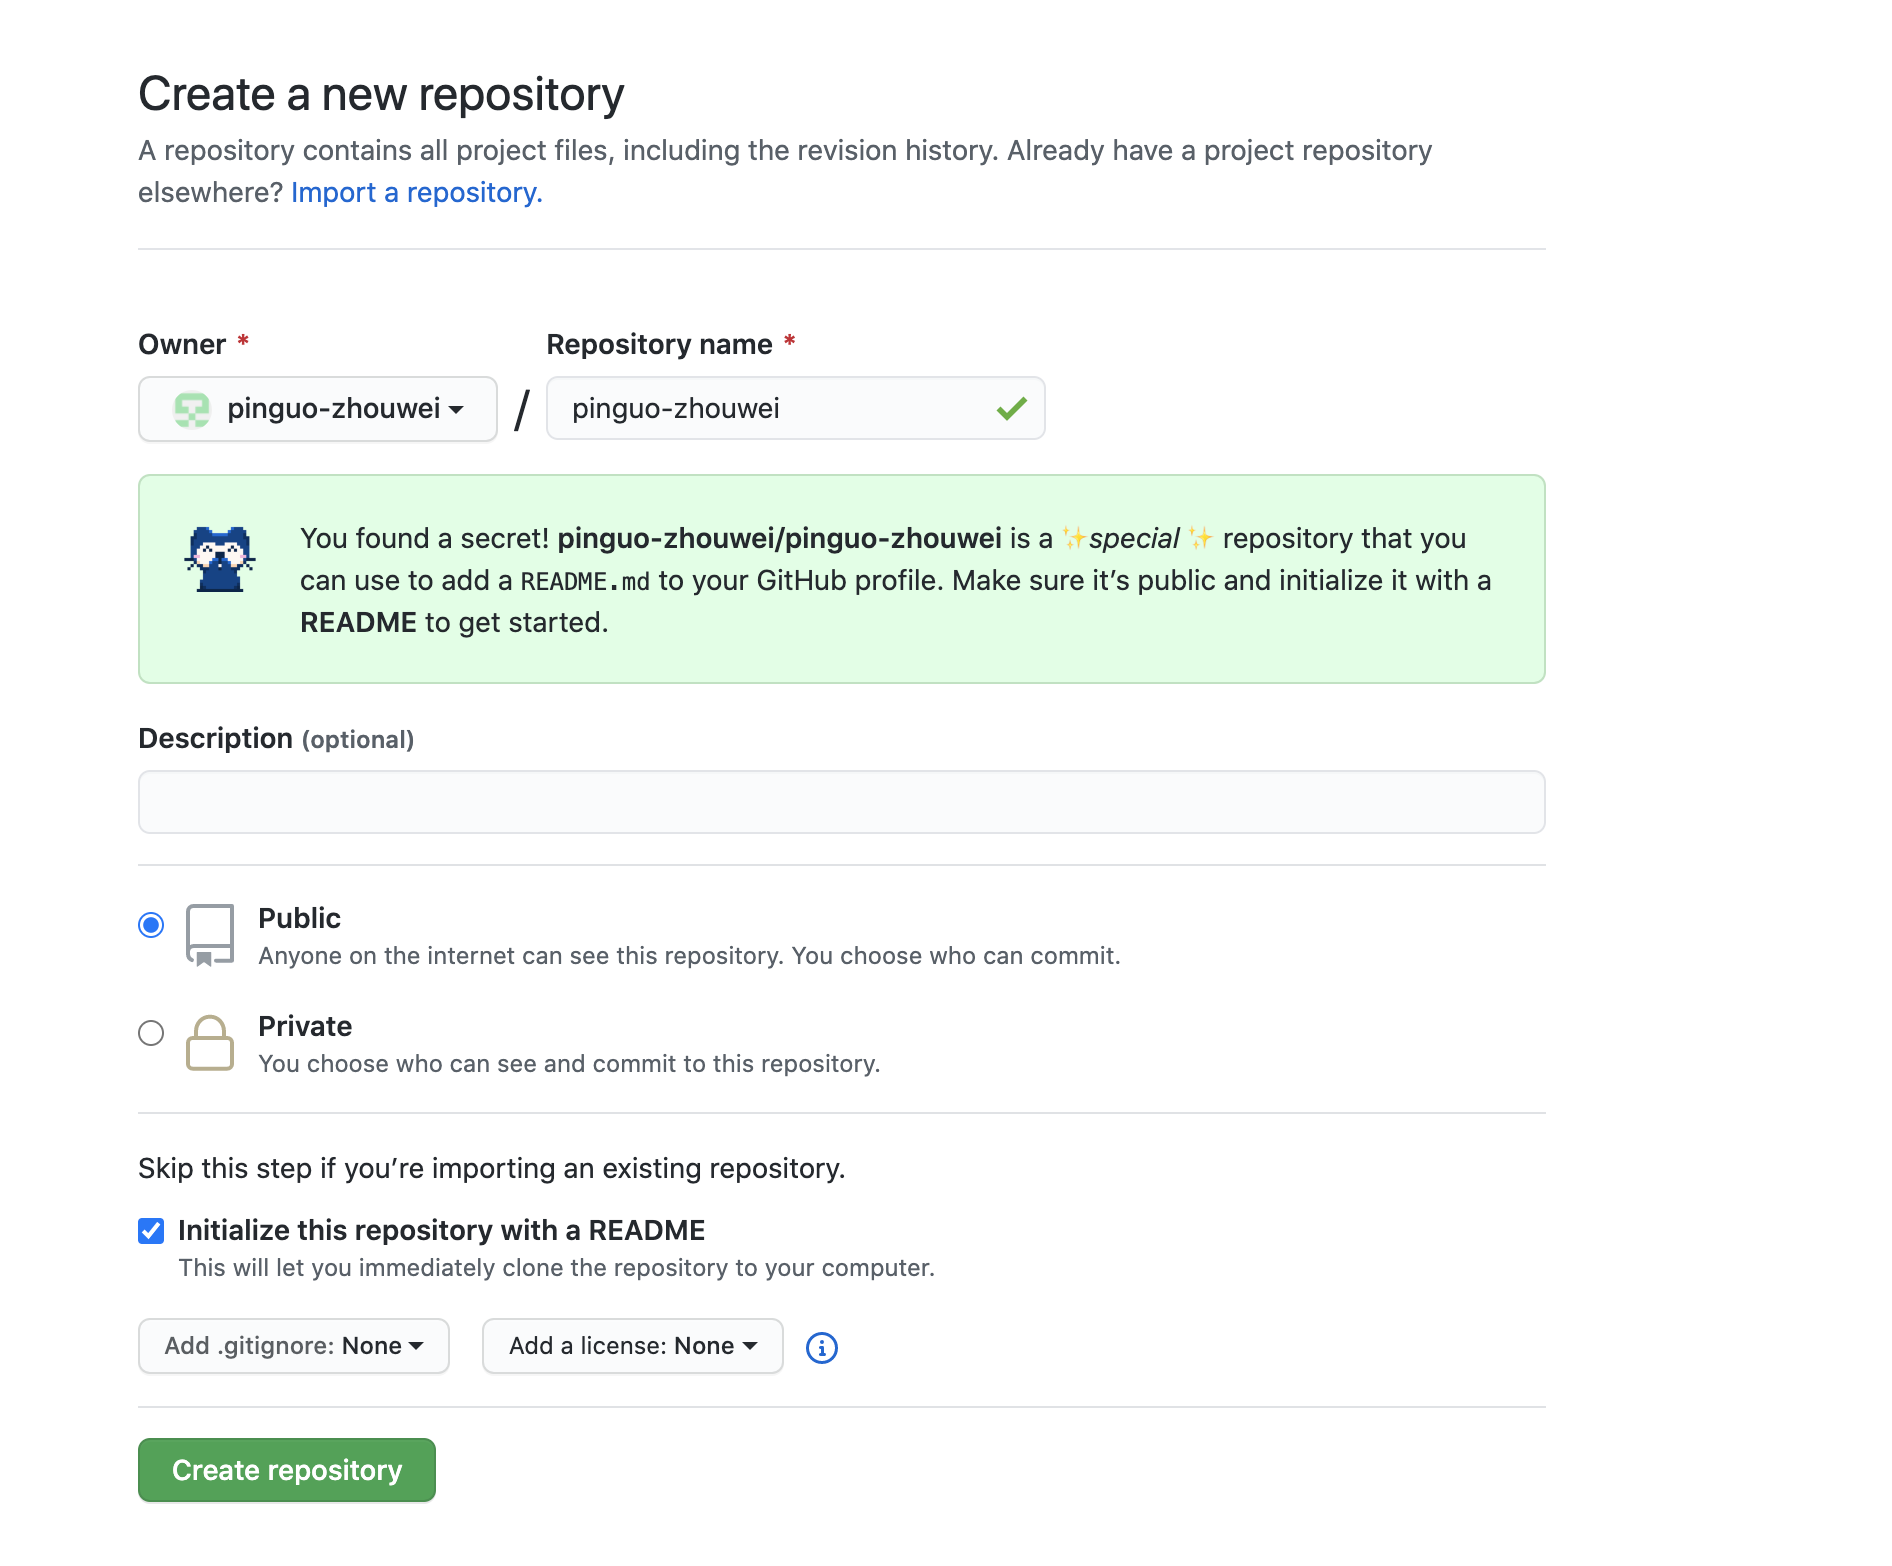 Create a new repository
A repository contains all project files, including the revision history. Already have a project repository
elsewhere? Import a repository.
Owner * Repository name *
pinguo-zhouwei / pinguo-zhouwei
You found a secret! pinguo-zhouwei/pinguo-zhouwei is a ✨special✨ repository that you
can use to add a README.md to your GitHub profile. Make sure it’s public and initialize it with a
README to get started.
Description (optional)
Public
Anyone on the internet can see this repository. You choose who can commit.
Private
You choose who can see and commit to this repository.
Skip this step if you’re importing an existing repository.
Initialize this repository with a README
This will let you immediately clone the repository to your computer.
Add .gitignore: None Add a license: None
Create repository